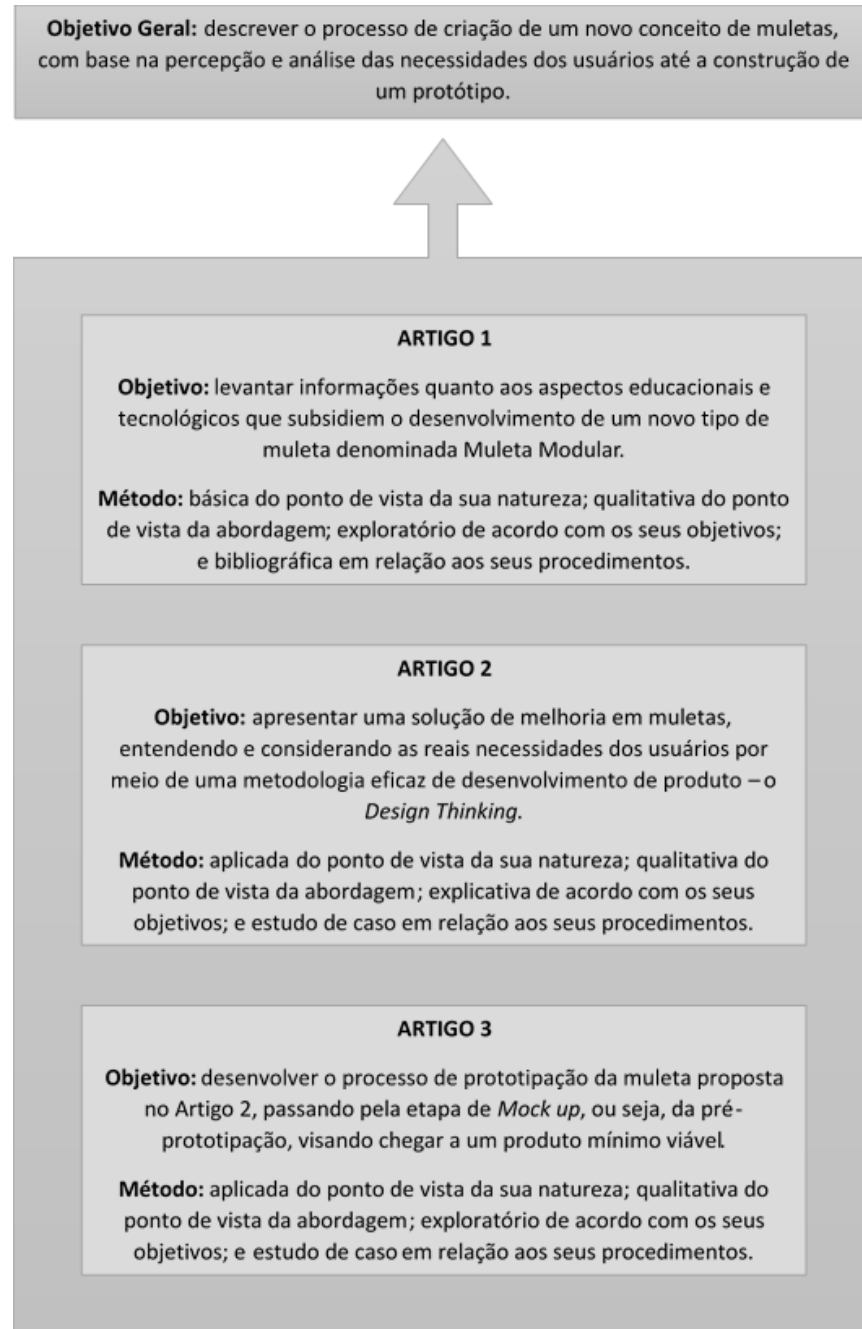 Objetivo Geral: descrever o processo de criação de um novo conceito de muletas,
com base na percepção e análise das necessidades dos usuários até a construção de
um protótipo.
ARTIGO 1
Objetivo: levantar informações quanto aos aspectos educacionais e
tecnológicos que subsidiem o desenvolvimento de um novo tipo de
muleta denominada Muleta Modular.
Método: básica do ponto de vista da sua natureza; qualitativa do ponto
de vista da abordagem; exploratório de acordo com os seus objetivos;
e bibliográfica em relação aos seus procedimentos.
ARTIGO 2
Objetivo: apresentar uma solução de melhoria em muletas,
entendendo e considerando as reais necessidades dos usuários por
meio de uma metodologia eficaz de desenvolvimento de produto – o
Design Thinking.
Método: aplicada do ponto de vista da sua natureza; qualitativa do
ponto de vista da abordagem; explicativa de acordo com os seus
objetivos; e estudo de caso em relação aos seus procedimentos.
ARTIGO 3
Objetivo: desenvolver o processo de prototipação da muleta proposta
no Artigo 2, passando pela etapa de Mock up, ou seja, da pré-
prototipação, visando chegar a um produto mínimo viável.
Método: aplicada do ponto de vista da sua natureza; qualitativa do
ponto de vista da abordagem; exploratório de acordo com os seus
objetivos; e estudo de caso em relação aos seus procedimentos.